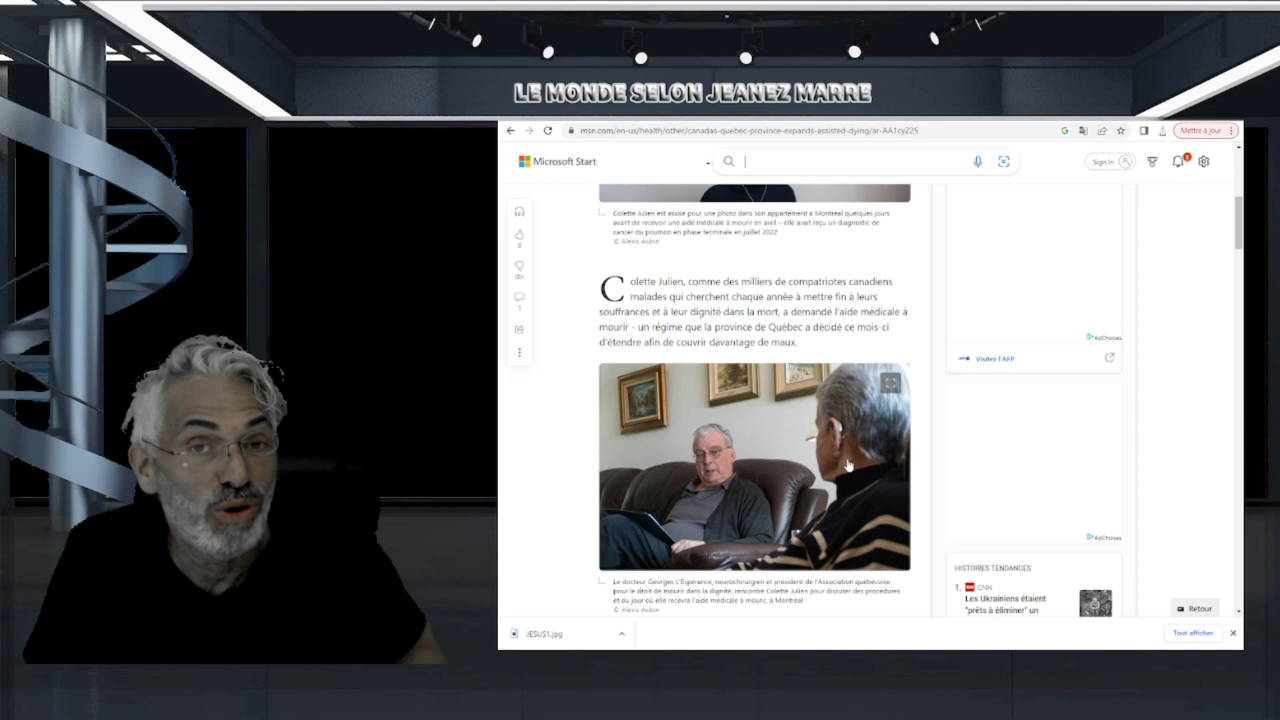 LE MONDE SELON JEANEZ MARRE
msn.com/en-us/health/other/canadas-quebec-province-expands-assisted-dying/ar-AA1cyZ25
Mettre à jour
Microsoft Start
Sign in
Colette Julien est assise pour une photo dans son appartement à Montréal quelques jours
avant de recevoir une aide médicale à mourir en avril - elle avait reçu un diagnostic de
cancer du poumon en phase terminale en juillet 2022
© Alexis Aubin
8
dix
1
Colette Julien, comme des milliers de compatriotes canadiens
malades qui cherchent chaque année à mettre fin à leurs
souffrances et à leur dignité dans la mort, a demandé l'aide médicale à
mourir - un régime que la province de Québec a décidé ce mois-ci
d'étendre afin de couvrir davantage de maux.
AdChoices
Visitez l'AFP
AdChoices
Le docteur Georges L'Espérance, neurochirurgien et président de l'Association québécoise
pour le droit de mourir dans la dignité, rencontre Colette Julien pour discuter des procédures
et du jour où elle recevra l'aide médicale à mourir, à Montréal
© Alexis Aubin
HISTOIRES TENDANCES
1. CNN
Les Ukrainiens étaient
"prêts à éliminer" un
Retour
JESUS1.jpg
Tout afficher